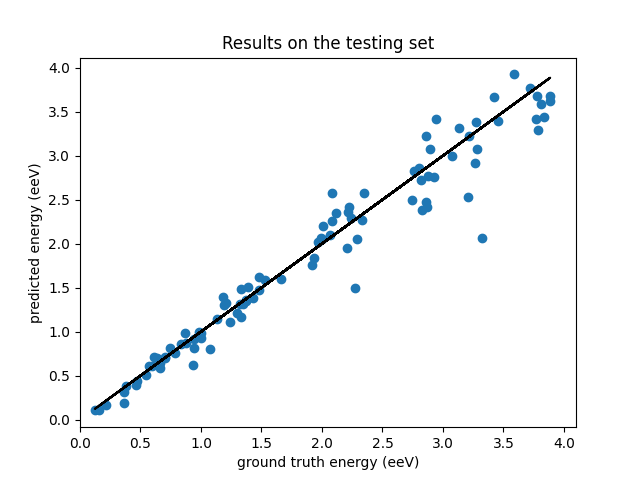 Results on the testing set
predicted energy (eeV)
4.0
3.5
3.0
2.5
2.0
1.5
1.0
0.5
0.0
0.0 0.5 1.0 1.5 2.0 2.5 3.0 3.5 4.0
ground truth energy (eeV)